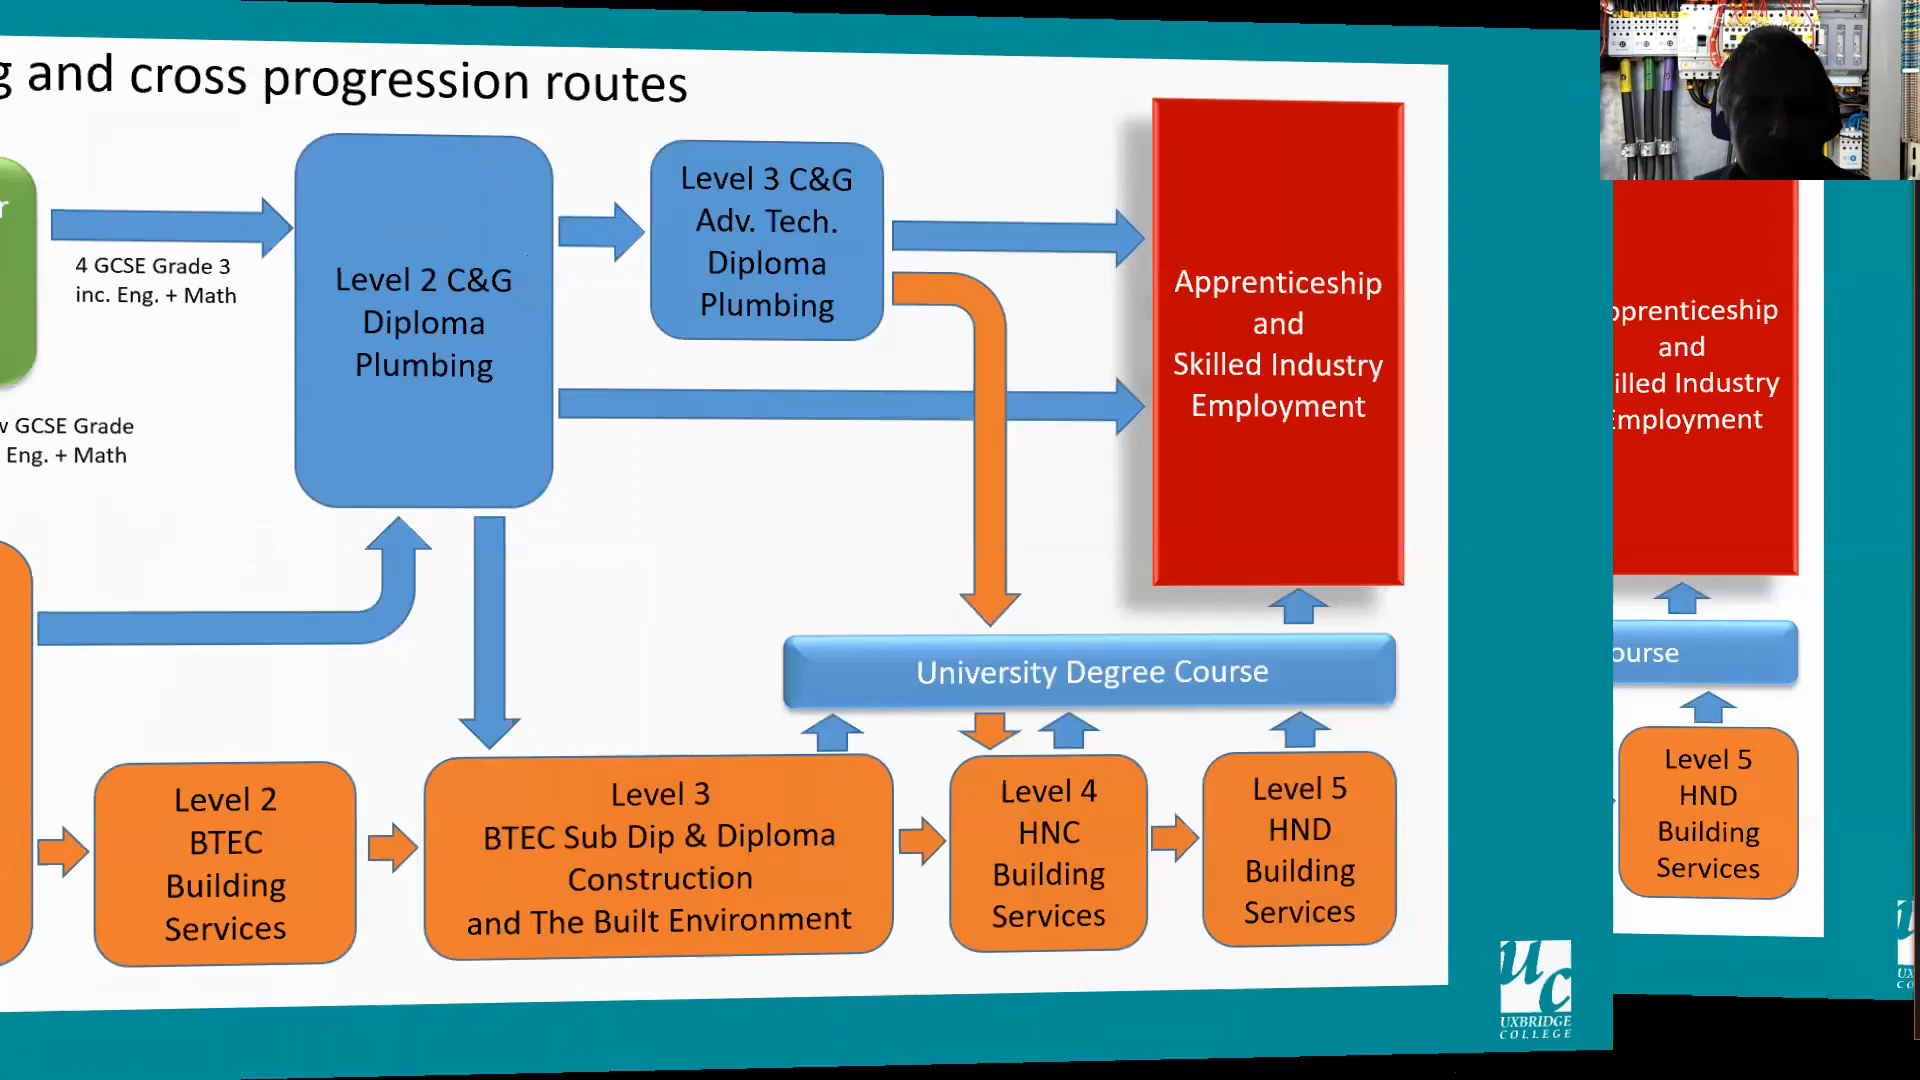 g and cross progression routes
r
4 GCSE Grade 3
inc. Eng. + Math
GCSE Grade
Eng. + Math
Level 2 C&G
Diploma
Plumbing
Level 3 C&G
Adv. Tech.
Diploma
Plumbing
Apprenticeship
and
Skilled Industry
Employment
University Degree Course
Level 2
BTEC
Building
Services
Level 3
BTEC Sub Dip & Diploma
Construction
and The Built Environment
Level 4
HNC
Building
Services
Level 5
HND
Building
Services
uc
UXBRIDGE
COLLEGE
pprenticeship
and
illed Industry
Employment
ourse
Level 5
HND
Building
Services